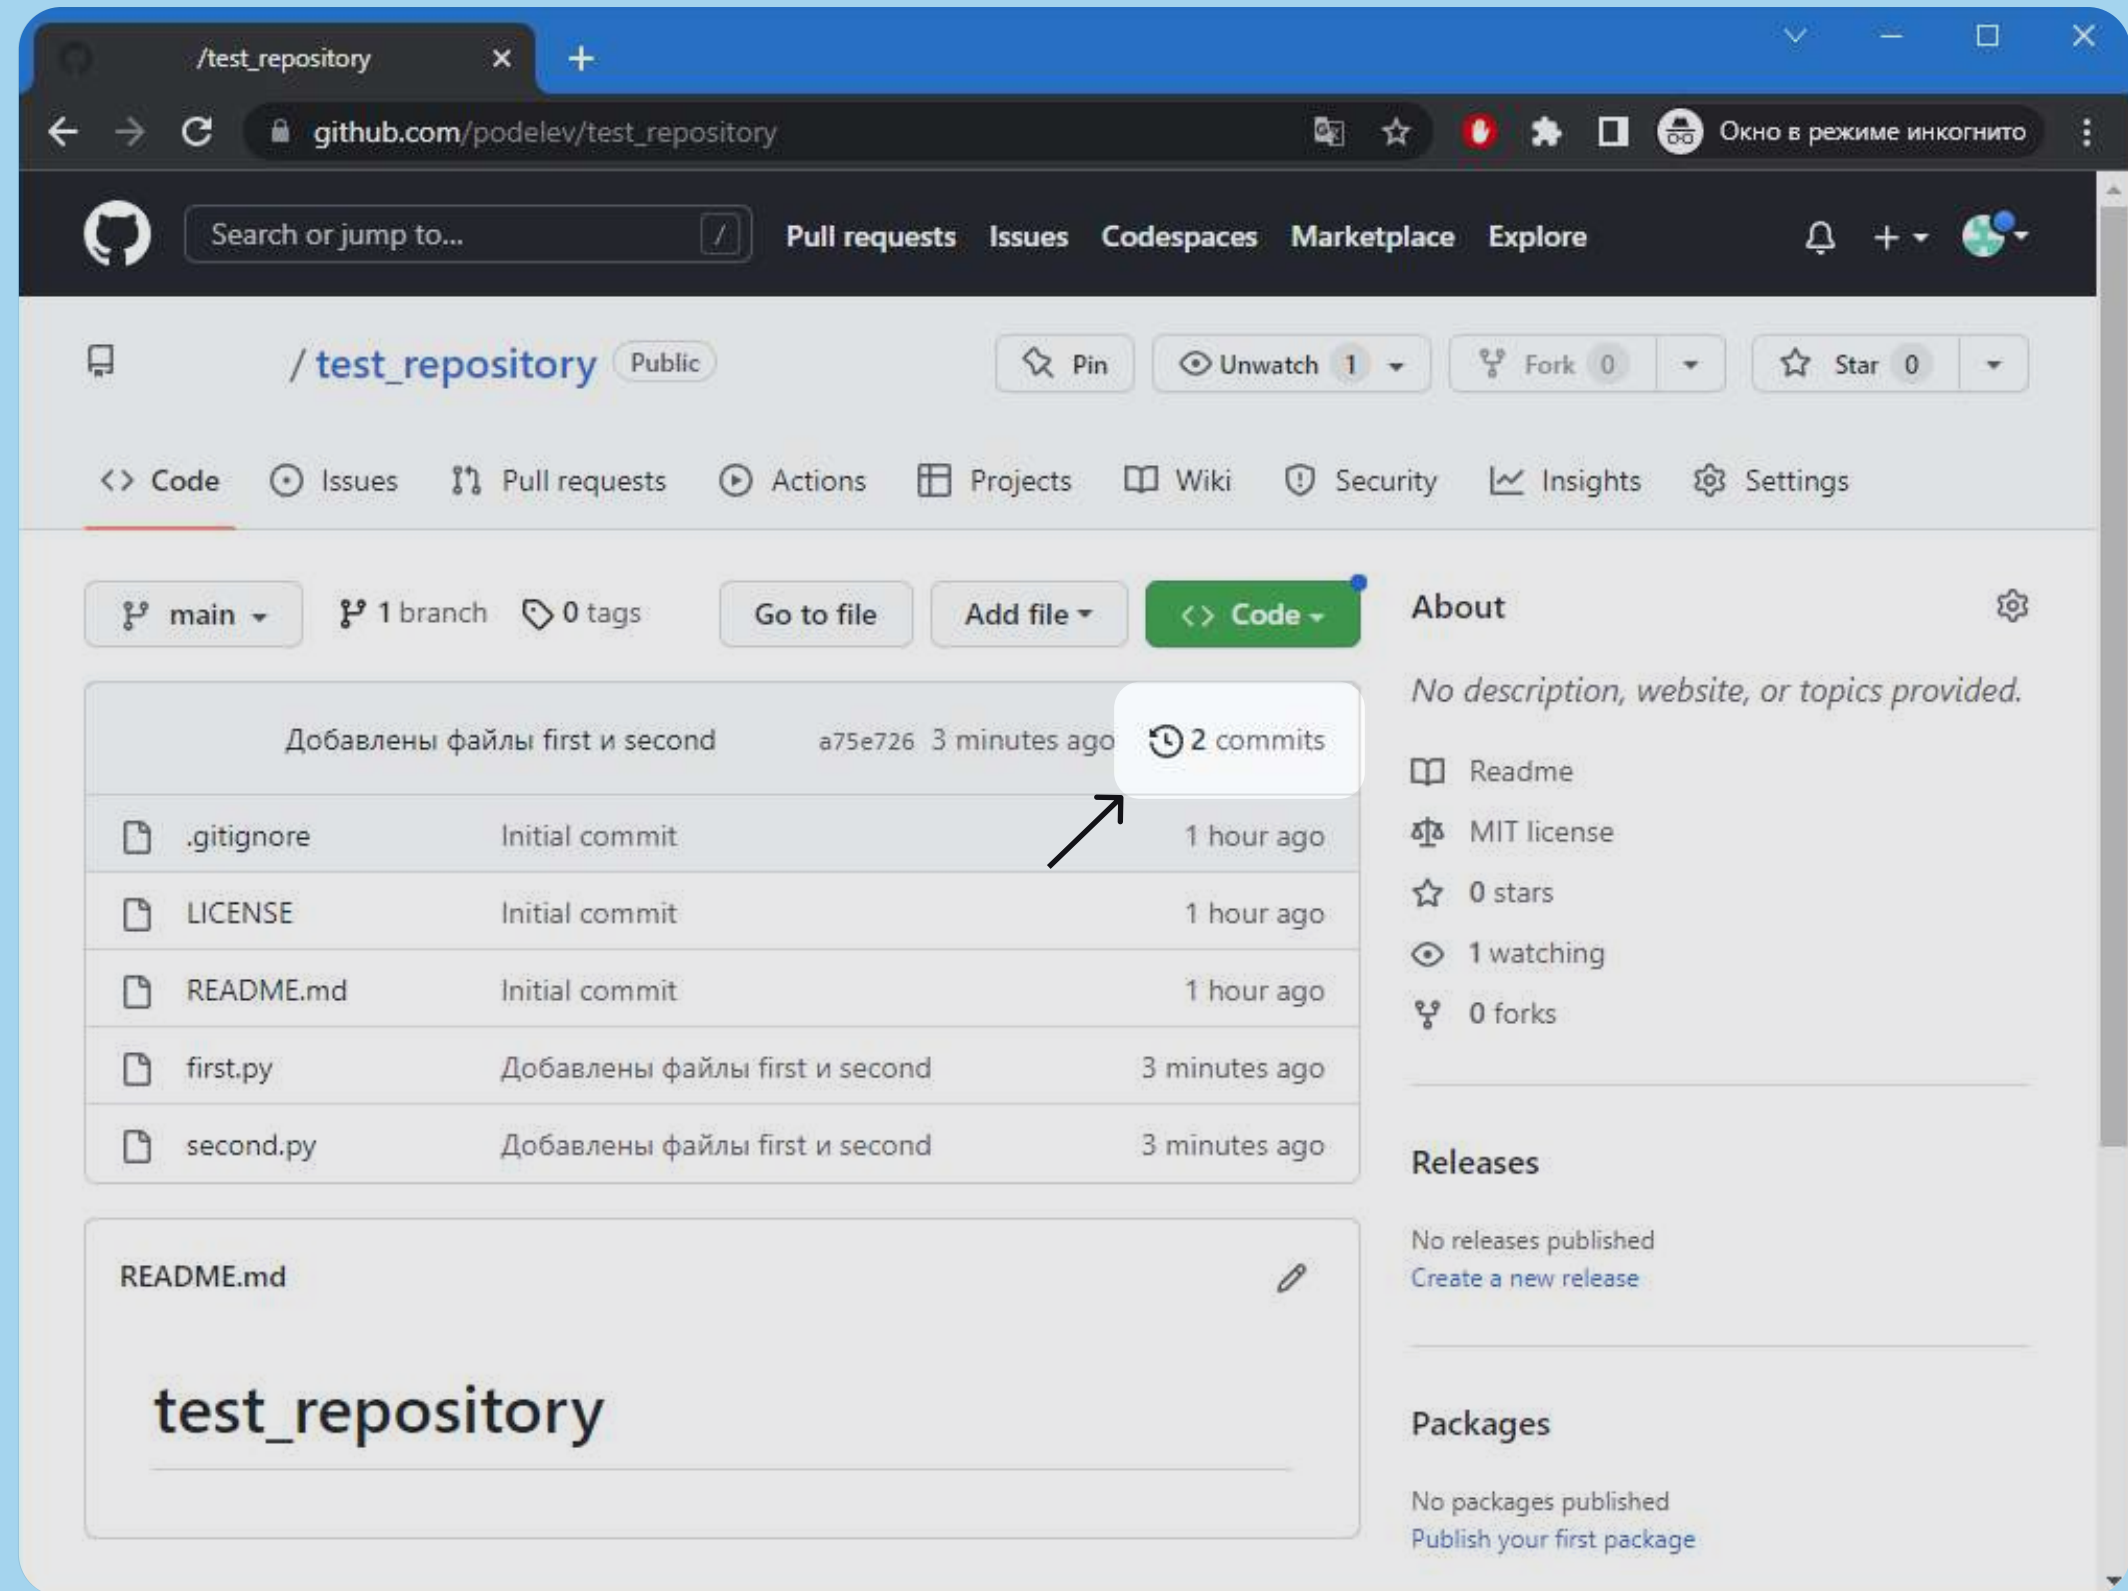 /test_repository
github.com/podelev/test_repository
Окно в режиме инкогнито
Search or jump to...
/
Pull requests Issues Codespaces Marketplace Explore
/ test_repository Public
Pin
Unwatch 1
Fork 0
Star 0
Code Issues Pull requests Actions Projects Wiki Security Insights Settings
main 1 branch 0 tags Go to file Add file Code
Добавлены файлы first и second a75e726 3 minutes ago 2 commits
.gitignore Initial commit 1 hour ago
LICENSE Initial commit 1 hour ago
README.md Initial commit 1 hour ago
first.py Добавлены файлы first и second 3 minutes ago
second.py Добавлены файлы first и second 3 minutes ago
README.md
test_repository
About
No description, website, or topics provided.
Readme
MIT license
0 stars
1 watching
0 forks
Releases
No releases published
Create a new release
Packages
No packages published
Publish your first package